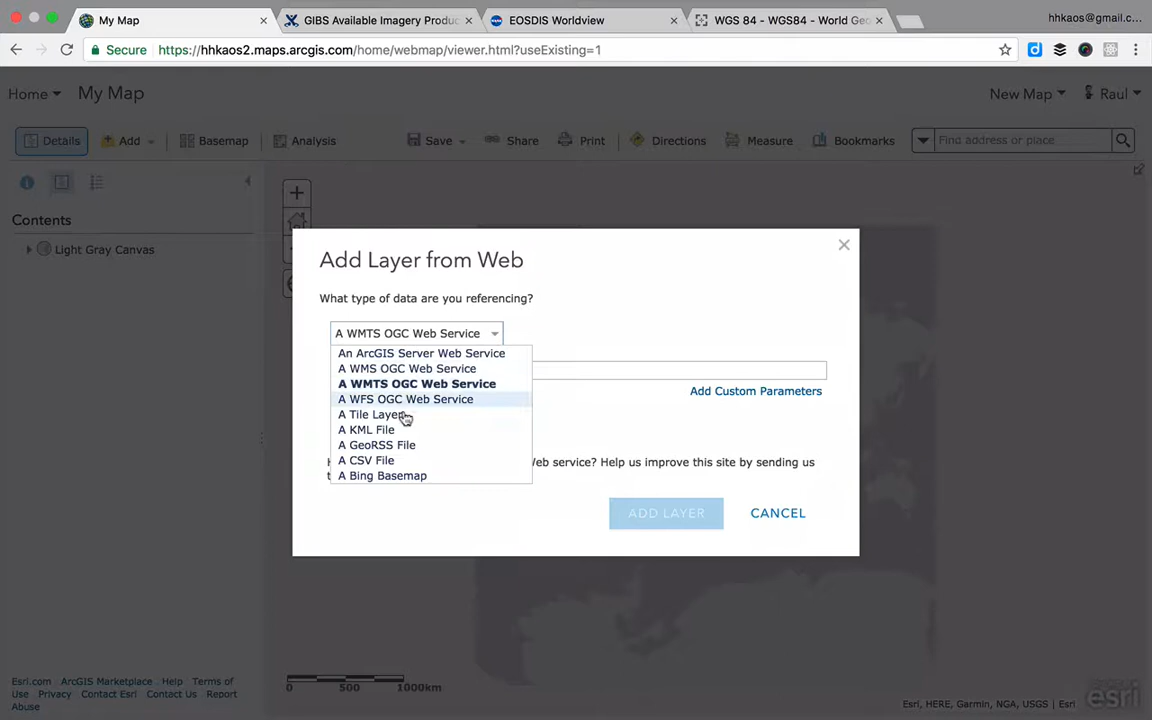 My Map
GIBS Available Imagery Produc
EOSDIS Worldview
WGS 84 - WGS84 - World Geo
hhkaos@gmail.c...
Secure
https://hhkaos2.maps.arcgis.com/home/webmap/viewer.html?useExisting=1
Home
My Map
New Map
Raul
Details
Add
Basemap
Analysis
Save
Share
Print
Directions
Measure
Bookmarks
Find address or place
Contents
Light Gray Canvas
Add Layer from Web
What type of data are you referencing?
A WMTS OGC Web Service
An ArcGIS Server Web Service
A WMS OGC Web Service
A WMTS OGC Web Service
A WFS OGC Web Service
A Tile Layer
A KML File
A GeoRSS File
A CSV File
A Bing Basemap
Add Custom Parameters
Web service? Help us improve this site by sending us
ADD LAYER
CANCEL
Esri.com ArcGIS Marketplace Help Terms of
Use Privacy Contact Esri Contact Us Report
Abuse
0 500 1000km
Esri, HERE, Garmin, NGA, USGS | Esri
esri